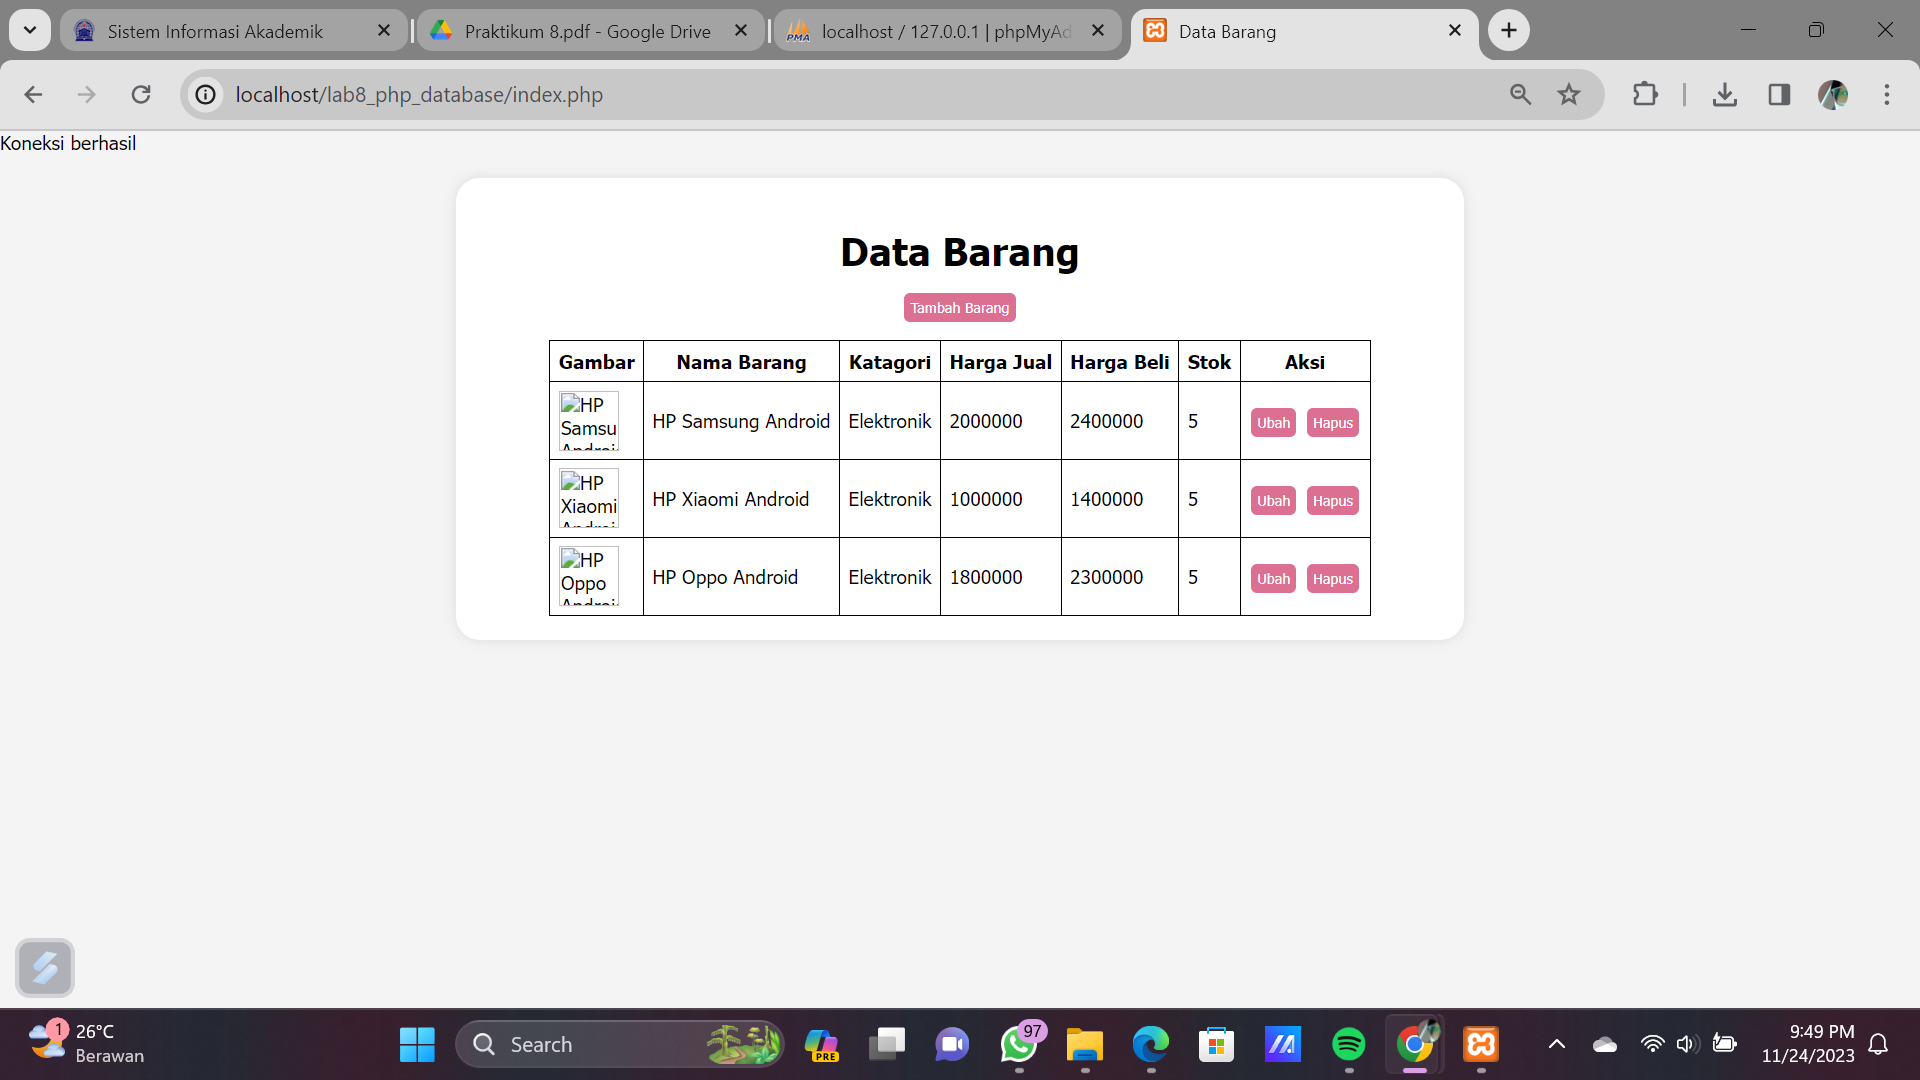 Sistem Informasi Akademik
Praktikum 8.pdf - Google Drive
PMA
localhost / 127.0.0.1 | phpMyAd
Data Barang
localhost/lab8_php_database/index.php
Koneksi berhasil
Data Barang
Tambah Barang
Gambar Nama Barang Katagori Harga Jual Harga Beli Stok Aksi
HP
Samsu
Androi
HP Samsung Android Elektronik 2000000 2400000 5 Ubah Hapus
HP
Xiaomi
Androi
HP Xiaomi Android Elektronik 1000000 1400000 5 Ubah Hapus
HP
Oppo
Androi
HP Oppo Android Elektronik 1800000 2300000 5 Ubah Hapus
1
26°C
Berawan
Search
PRE
97
9:49 PM
11/24/2023